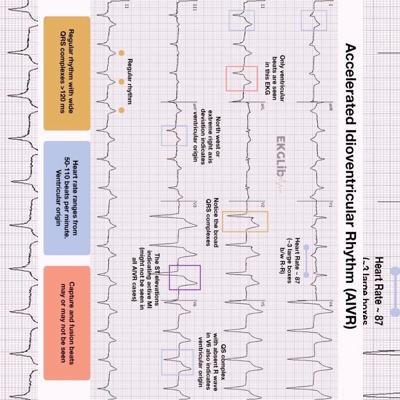 Accelerated Idioventricular Rhythm (AIVR)
Heart Rate ~ 87
(~3 large boxes
Heart Rate ~ 87
(~3 large boxes
b/w R-R)
Only ventricular
beats are seen
in this EKG
EKGLib
North west or
extreme right axis
deviation indicates
ventricular origin
Notice the broad
QRS complexes
QS complex
with absent R wave
in V6 also indicates
ventricular origin
The ST elevations
indicating active MI
(might not be seen in
all AIVR cases)
Regular rhythm
Regular rhythm with wide
QRS complexes >120 ms
Heart rate ranges from
50-110 beats per minute.
Ventricular origin
Capture and fusion beats
may or may not be seen